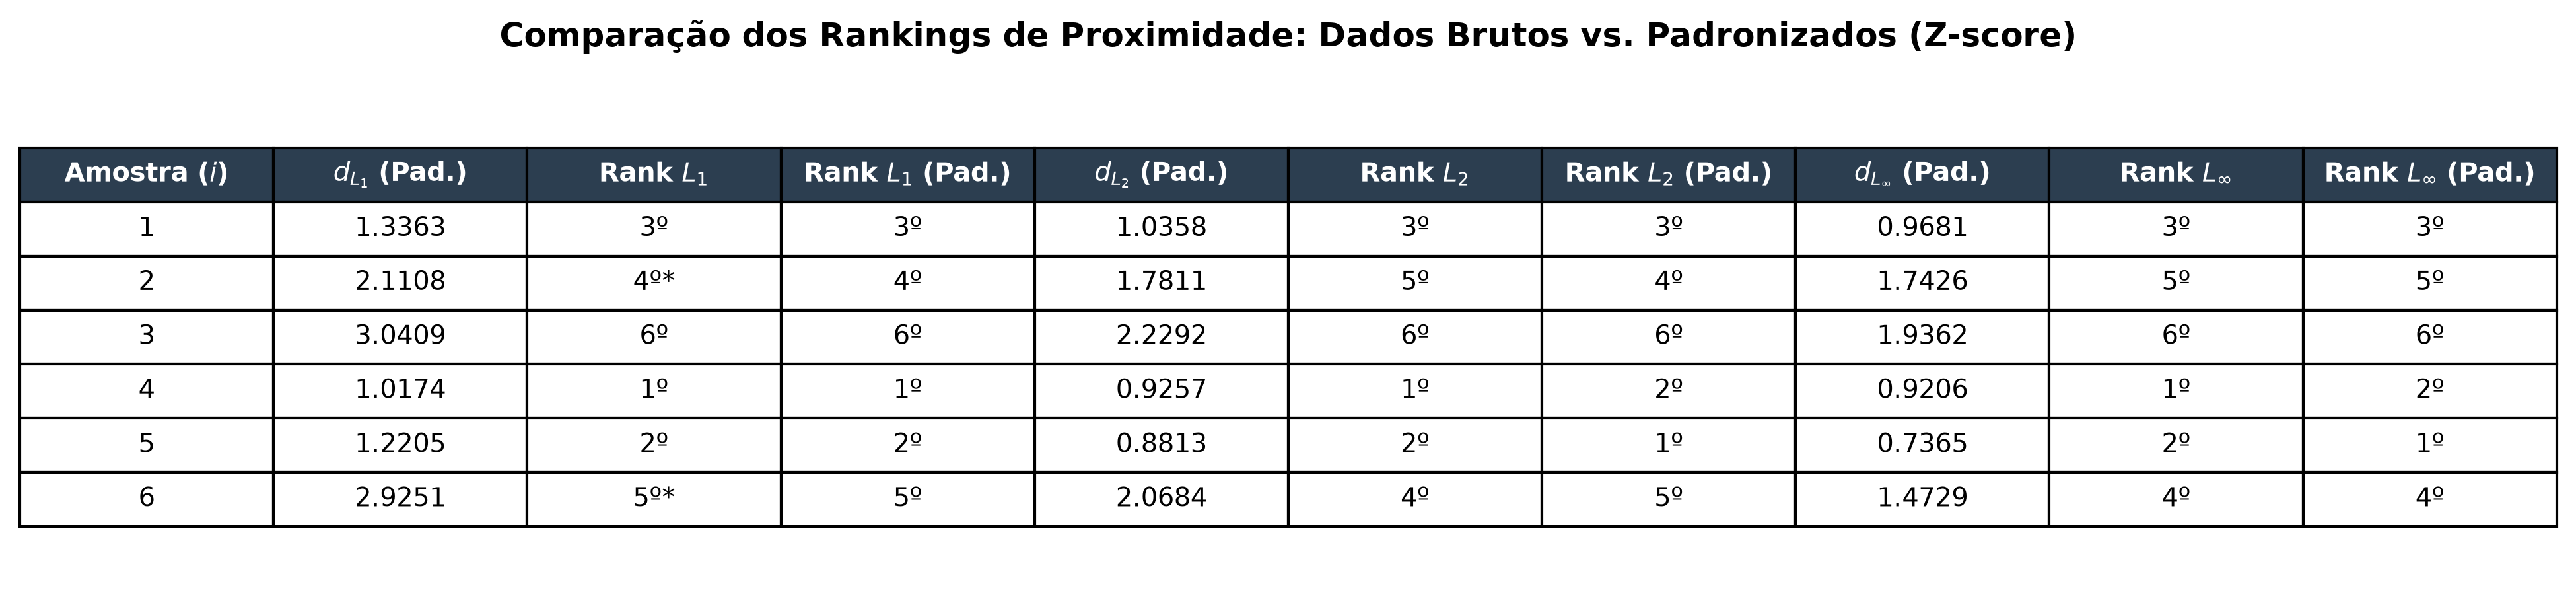 Comparação dos Rankings de Proximidade: Dados Brutos vs. Padronizados (Z-score)
Amostra (i) d_{L_1} (Pad.) Rank L_1 Rank L_1 (Pad.) d_{L_2} (Pad.) Rank L_2 Rank L_2 (Pad.) d_{L_∞} (Pad.) Rank L_∞ Rank L_∞ (Pad.)
1 1.3363 3º 3º 1.0358 3º 3º 0.9681 3º 3º
2 2.1108 4º* 4º 1.7811 5º 4º 1.7426 5º 5º
3 3.0409 6º 6º 2.2292 6º 6º 1.9362 6º 6º
4 1.0174 1º 1º 0.9257 1º 2º 0.9206 1º 2º
5 1.2205 2º 2º 0.8813 2º 1º 0.7365 2º 1º
6 2.9251 5º* 5º 2.0684 4º 5º 1.4729 4º 4º